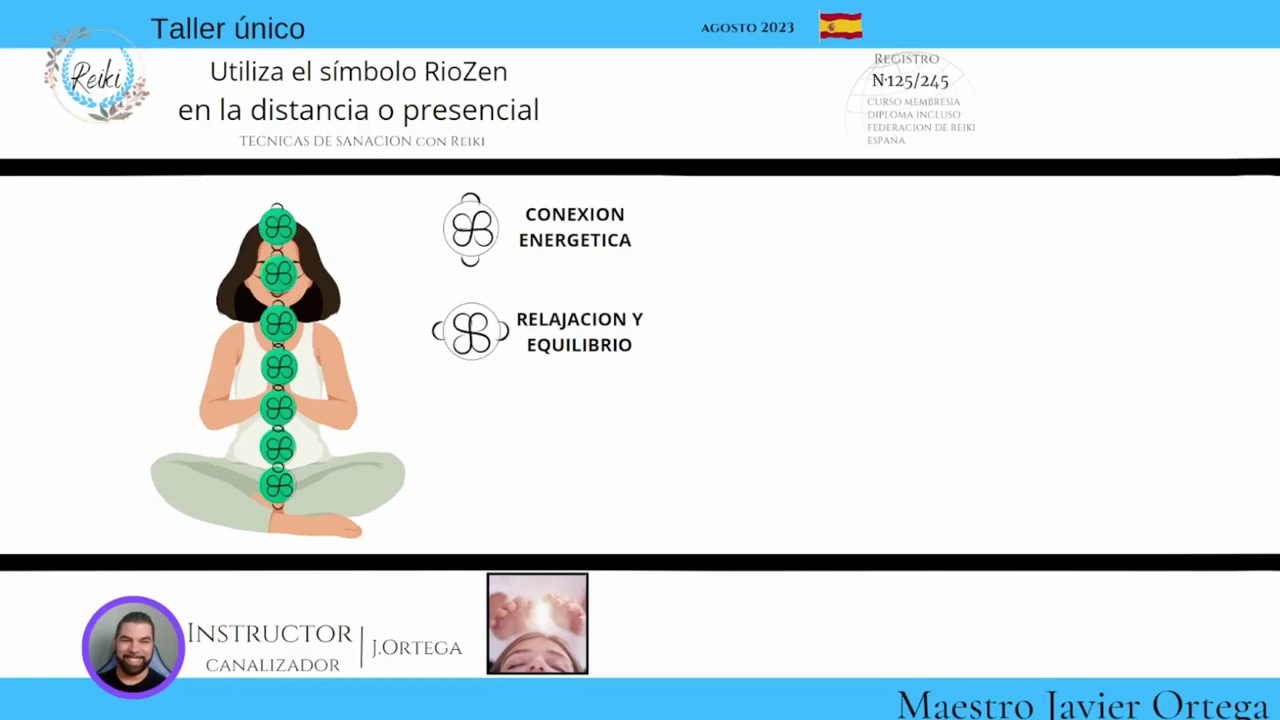 Taller único
AGOSTO 2023
Reiki
Utiliza el símbolo RioZen
en la distancia o presencial
TECNICAS DE SANACION CON REIKI
REGISTRO
N·125/245
CURSO MEMBRESIA
DIPLOMA INCLUSO
FEDERACION DE REIKI
ESPAÑA
CONEXION
ENERGETICA
RELAJACION Y
EQUILIBRIO
INSTRUCTOR
CANALIZADOR
J.ORTEGA
Maestro Javier Ortega